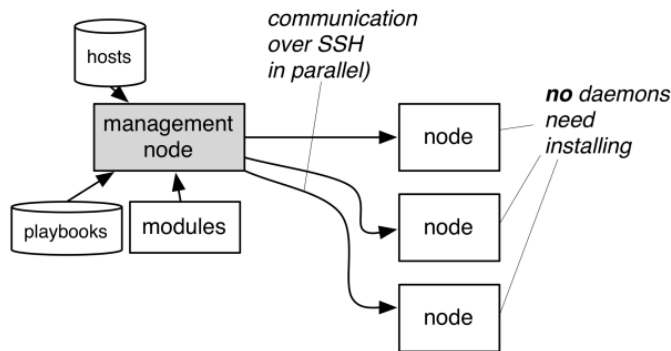 communication
over SSH
in parallel)
hosts
no daemons
need
installing
management
node
node
node
playbooks
modules
node